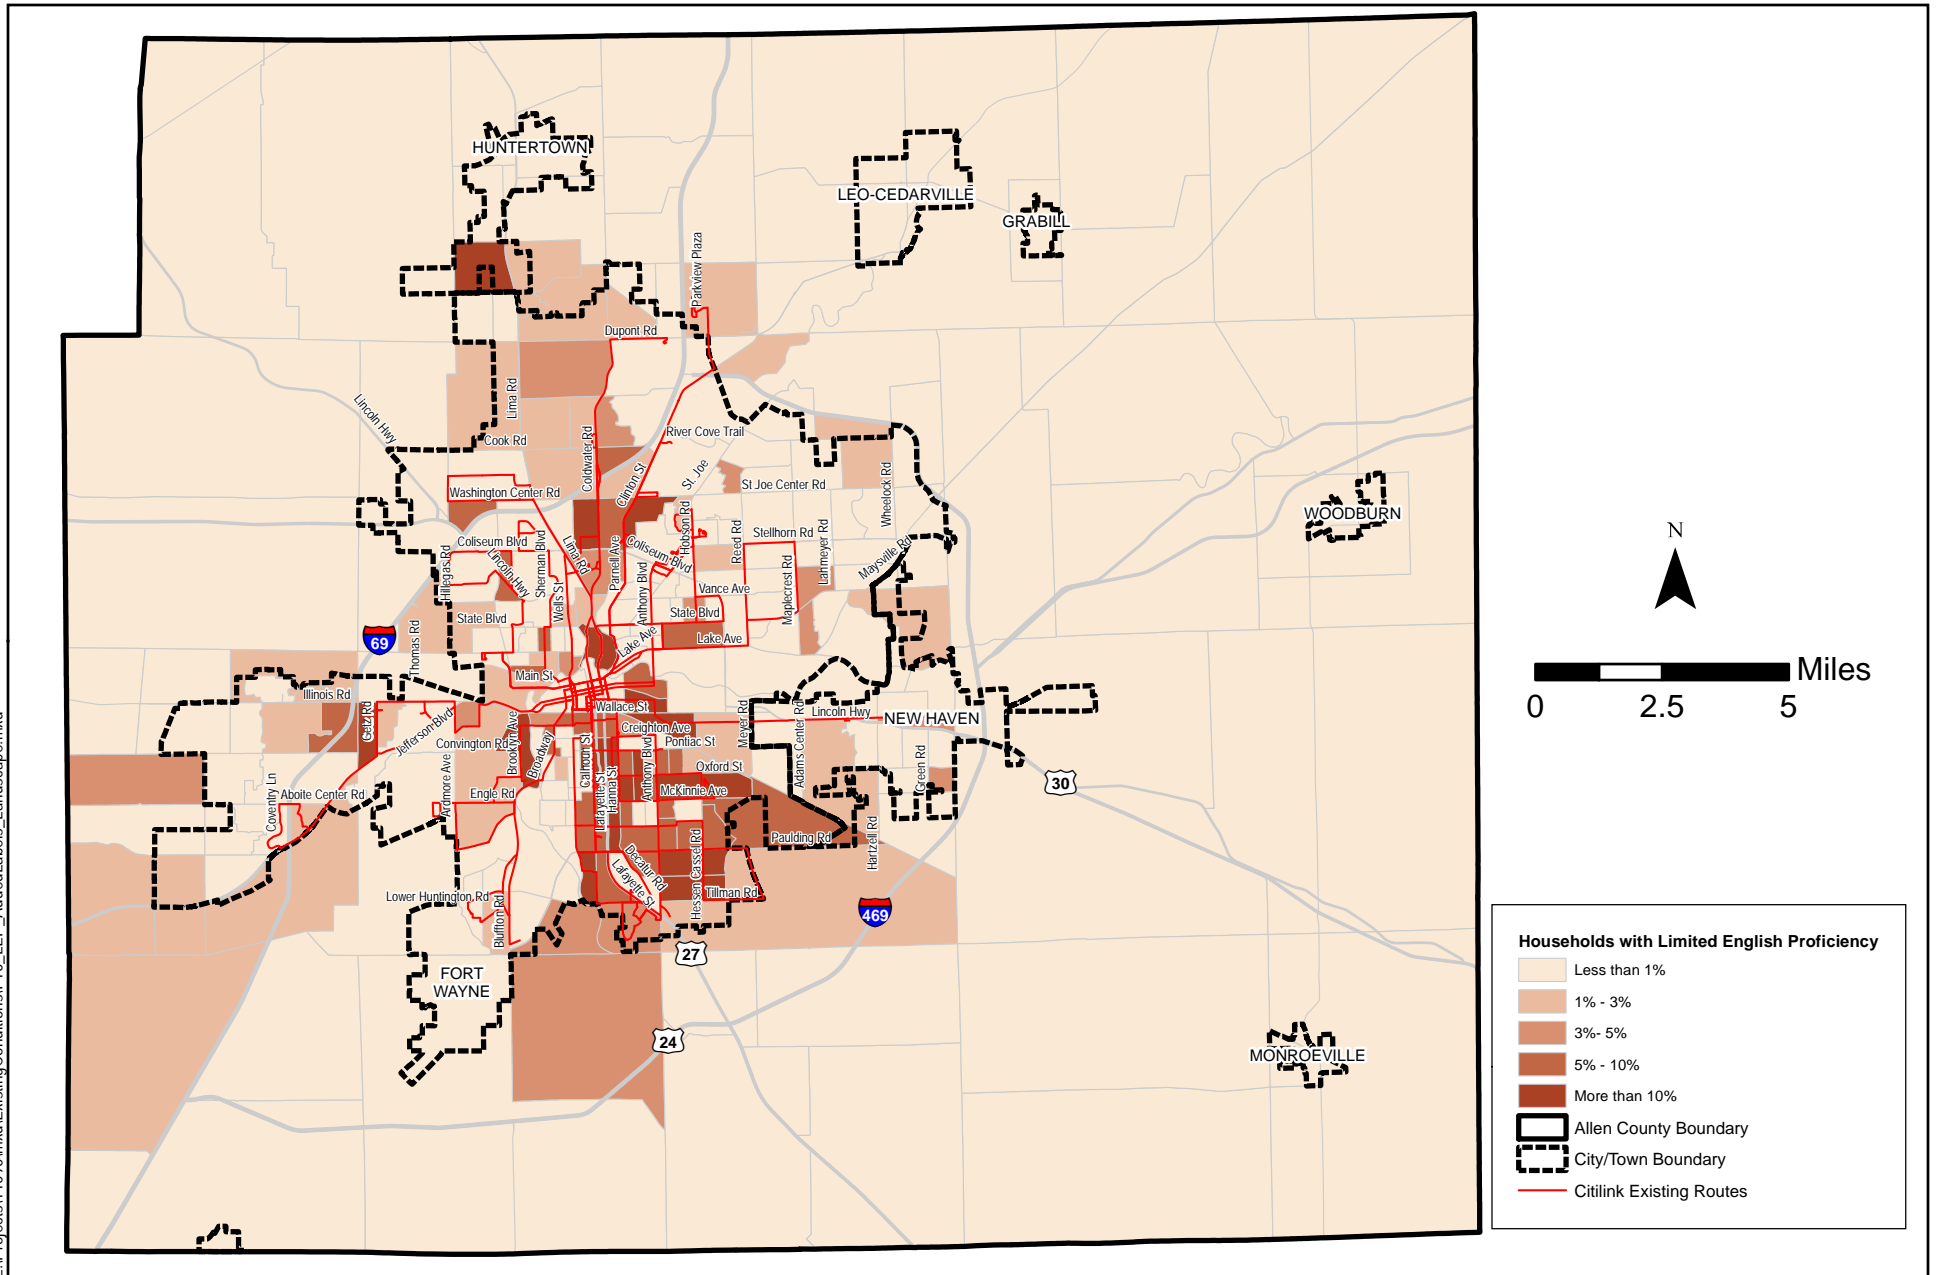 HUNTERTOWN
LEO-CEDARVILLE
GRABILL
Parkview Plaza
Dupont Rd
Lincoln Hwy
Lima Rd
Cook Rd
Coldwater Rd
River Cove Trail
Clinton St
St. Joe
St Joe Center Rd
Wheelock Rd
WOODBURN
Washington Center Rd
Hobson Rd
Reed Rd
Stellhorn Rd
Lahmeyer Rd
Maysville Rd
Coliseum Blvd
Lincoln Hwy
Sherman Blvd
Lima Rd
Parnell Ave
Coliseum Blvd
Hillegas Rd
Wells St
Anthony Blvd
Vance Ave
Maplecrest Rd
State Blvd
State Blvd
Thomas Rd
69
Lake Ave
Lake Ave
Main St
Illinois Rd
Getz Rd
Jefferson Blvd
Wallace St
Meyer Rd
Adams Center Rd
Lincoln Hwy
NEW HAVEN
Convington Rd
Brooklyn Ave
Broadway
Creighton Ave
Pontiac St
Calhoun St
Anthony Blvd
Oxford St
Green Rd
30
Coventry Ln
Aboite Center Rd
Ardmore Ave
Engle Rd
Lafayette St
Hanna St
McKinnie Ave
Paulding Rd
Hartzell Rd
Hessen Cassel Rd
Decatur Rd
Lafayette St
Tillman Rd
Lower Huntington Rd
Bluffton Rd
469
27
FORT
WAYNE
24
MONROEVILLE
N
Miles
0 2.5 5
Households with Limited English Proficiency
Less than 1%
1% - 3%
3%- 5%
5% - 10%
More than 10%
Allen County Boundary
City/Town Boundary
Citilink Existing Routes